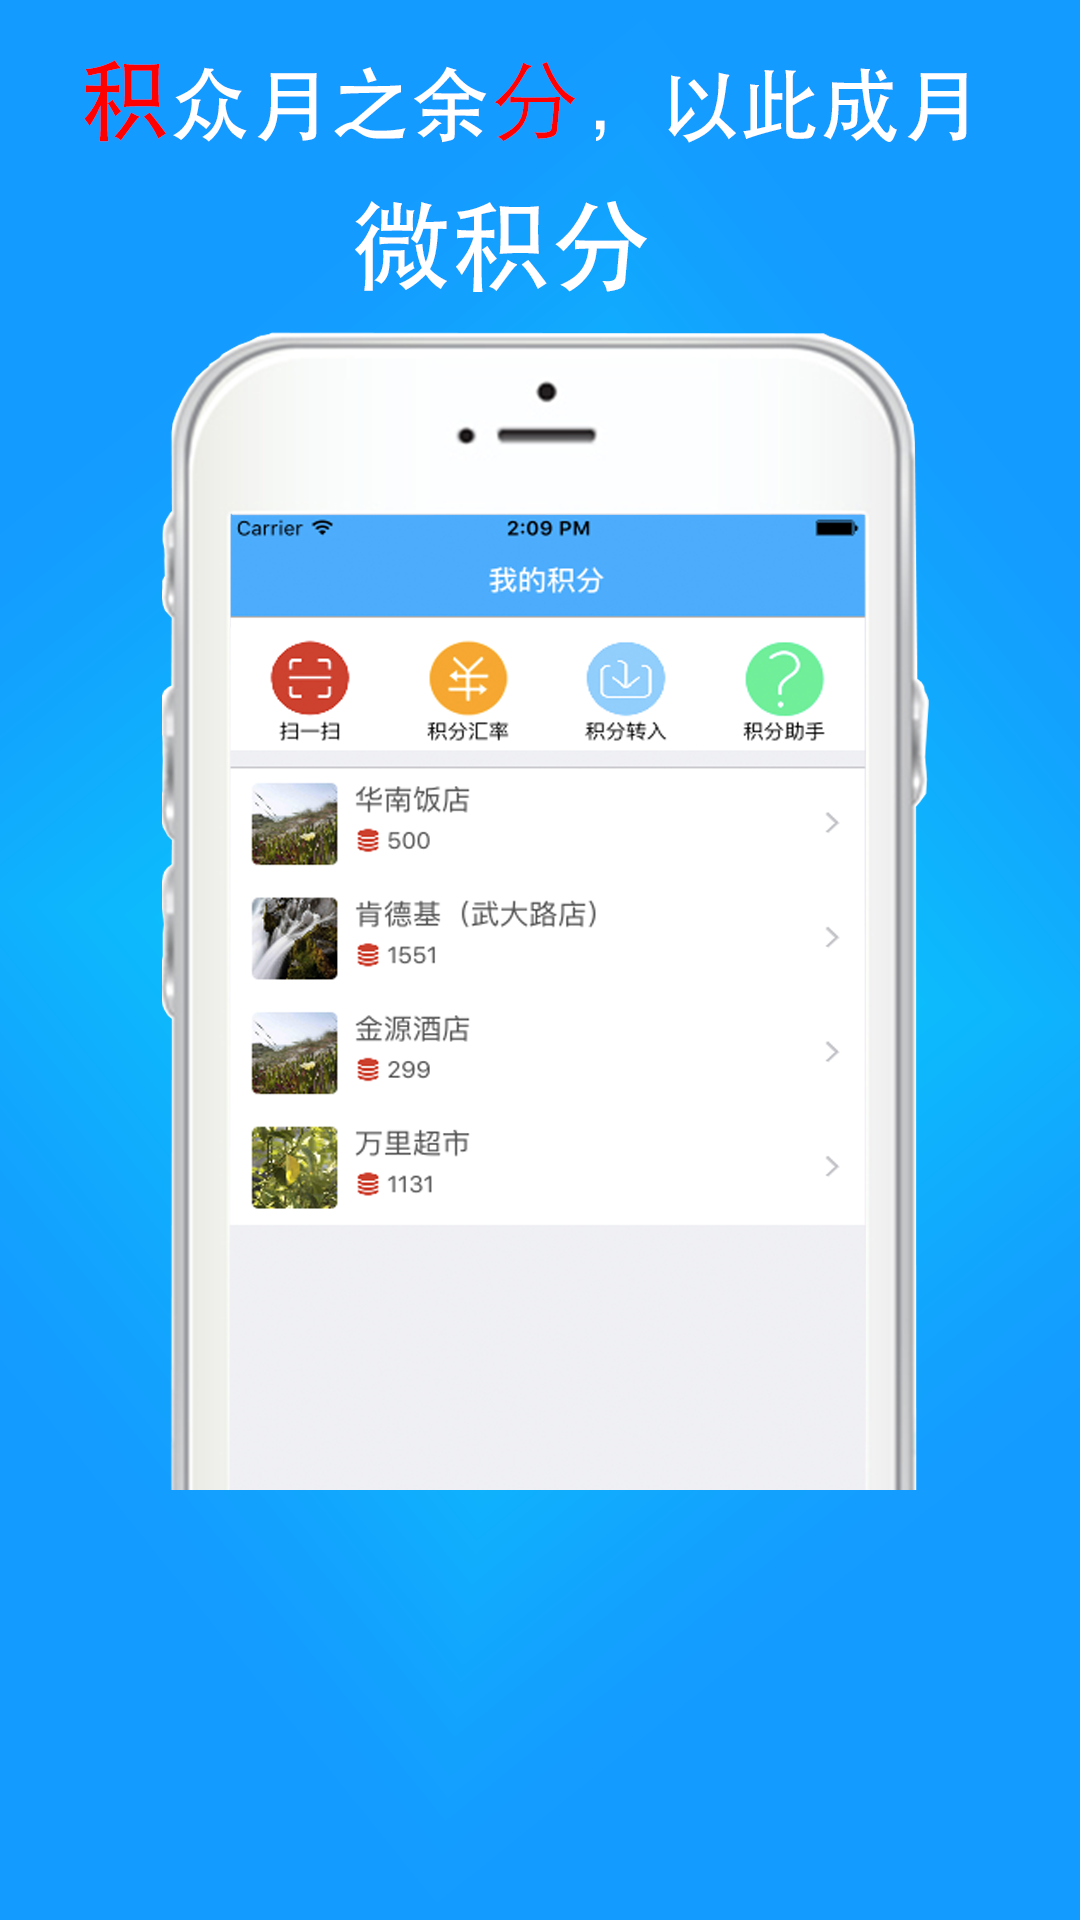 积众月之余分，以此成月
微积分
Carrier 2:09 PM
我的积分
扫一扫 积分汇率 积分转入 积分助手
华南饭店
500
肯德基（武大路店）
1551
金源酒店
299
万里超市
1131